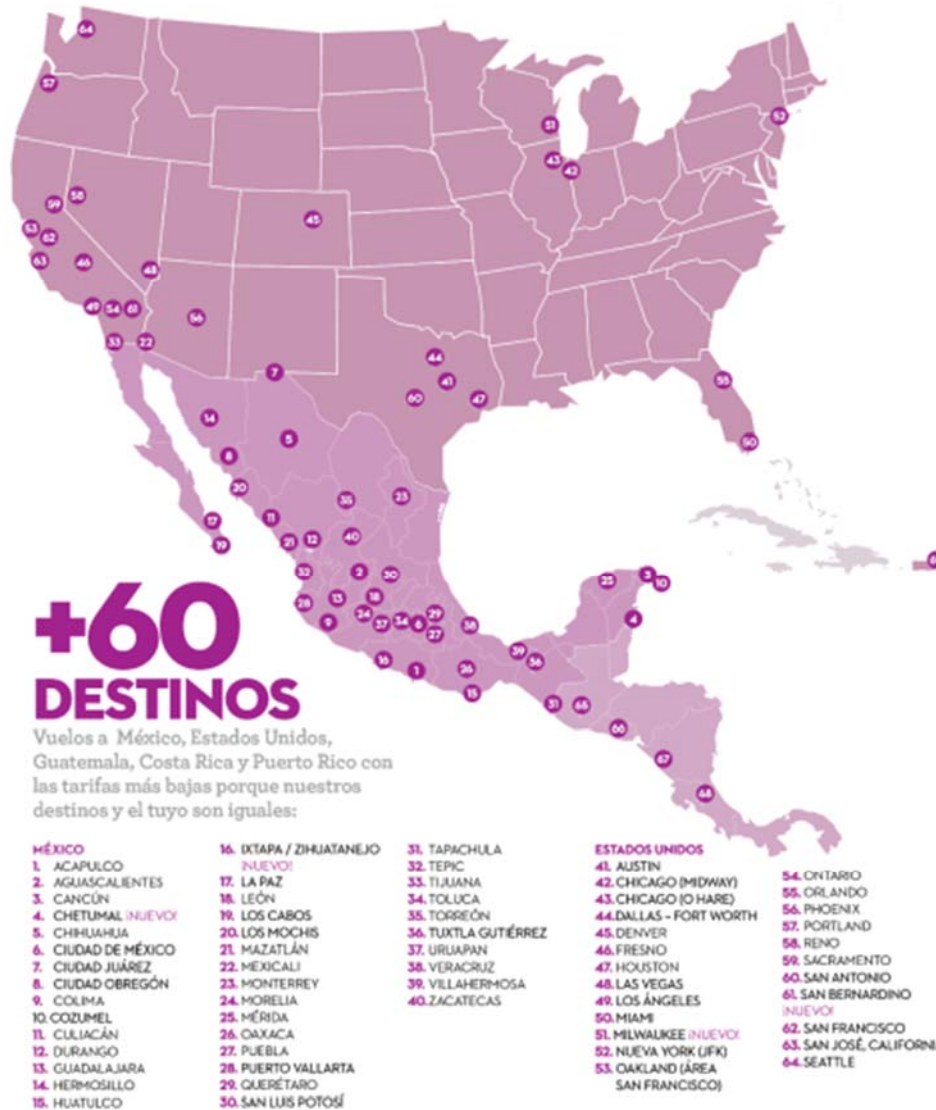 +60
DESTINOS
Vuelos a México, Estados Unidos,
Guatemala, Costa Rica y Puerto Rico con
las tarifas más bajas porque nuestros
destinos y el tuyo son iguales:
MÉXICO
1. ACAPULCO
2. AGUASCALIENTES
3. CANCÚN
4. CHETUMAL ¡NUEVO!
5. CHIHUAHUA
6. CIUDAD DE MÉXICO
7. CIUDAD JUÁREZ
8. CIUDAD OBREGÓN
9. COLIMA
10. COZUMEL
11. CULIACÁN
12. DURANGO
13. GUADALAJARA
14. HERMOSILLO
15. HUATULCO
16. IXTAPA / ZIHUATANEJO
¡NUEVO!
17. LA PAZ
18. LEÓN
19. LOS CABOS
20. LOS MOCHIS
21. MAZATLÁN
22. MEXICALI
23. MONTERREY
24. MORELIA
25. MÉRIDA
26. OAXACA
27. PUEBLA
28. PUERTO VALLARTA
29. QUERÉTARO
30. SAN LUIS POTOSÍ
31. TAPACHULA
32. TEPIC
33. TIJUANA
34. TOLUCA
35. TORREÓN
36. TUXTLA GUTIÉRREZ
37. URUAPAN
38. VERACRUZ
39. VILLAHERMOSA
40. ZACATECAS
ESTADOS UNIDOS
41. AUSTIN
42. CHICAGO (MIDWAY)
43. CHICAGO (O HARE)
44. DALLAS - FORT WORTH
45. DENVER
46. FRESNO
47. HOUSTON
48. LAS VEGAS
49. LOS ÁNGELES
50. MIAMI
51. MILWAUKEE ¡NUEVO!
52. NUEVA YORK (JFK)
53. OAKLAND (ÁREA
SAN FRANCISCO)
54. ONTARIO
55. ORLANDO
56. PHOENIX
57. PORTLAND
58. RENO
59. SACRAMENTO
60. SAN ANTONIO
61. SAN BERNARDINO
¡NUEVO!
62. SAN FRANCISCO
63. SAN JOSÉ, CALIFORNI
64. SEATTLE